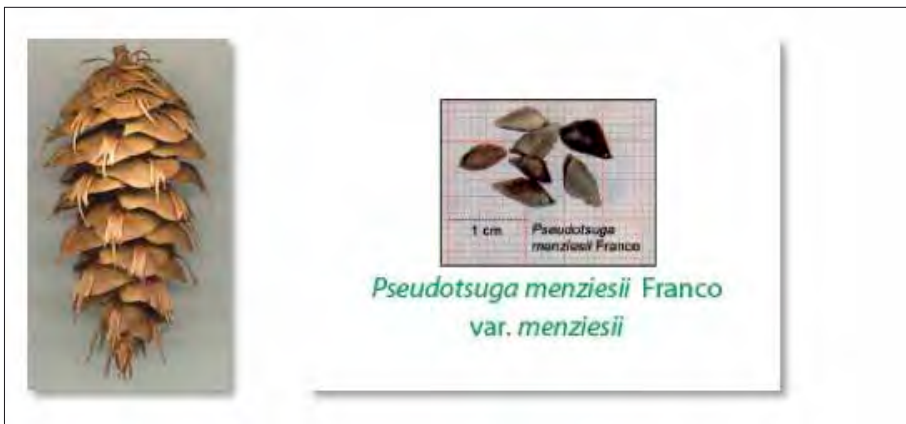 1 cm
Pseudotsuga
menziesii Franco
Pseudotsuga menziesii Franco
var. menziesii